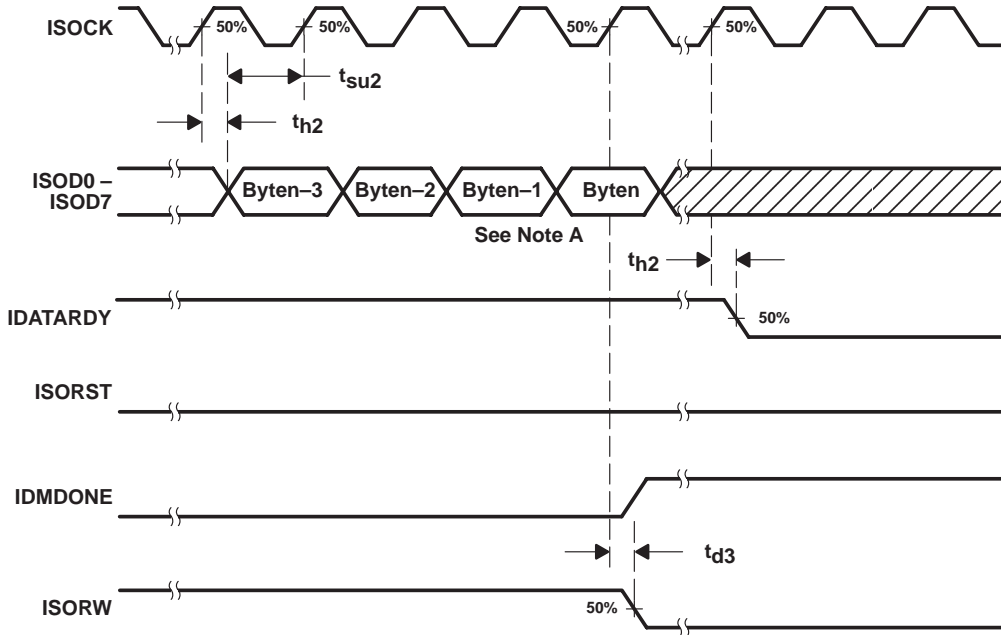 ISOCK
50%
50%
50%
50%
tsu2
th2
ISOD0 –
ISOD7
Byten–3
Byten–2
Byten–1
Byten
See Note A
th2
IDATARDY
50%
ISORST
IDMDONE
td3
ISORW
50%